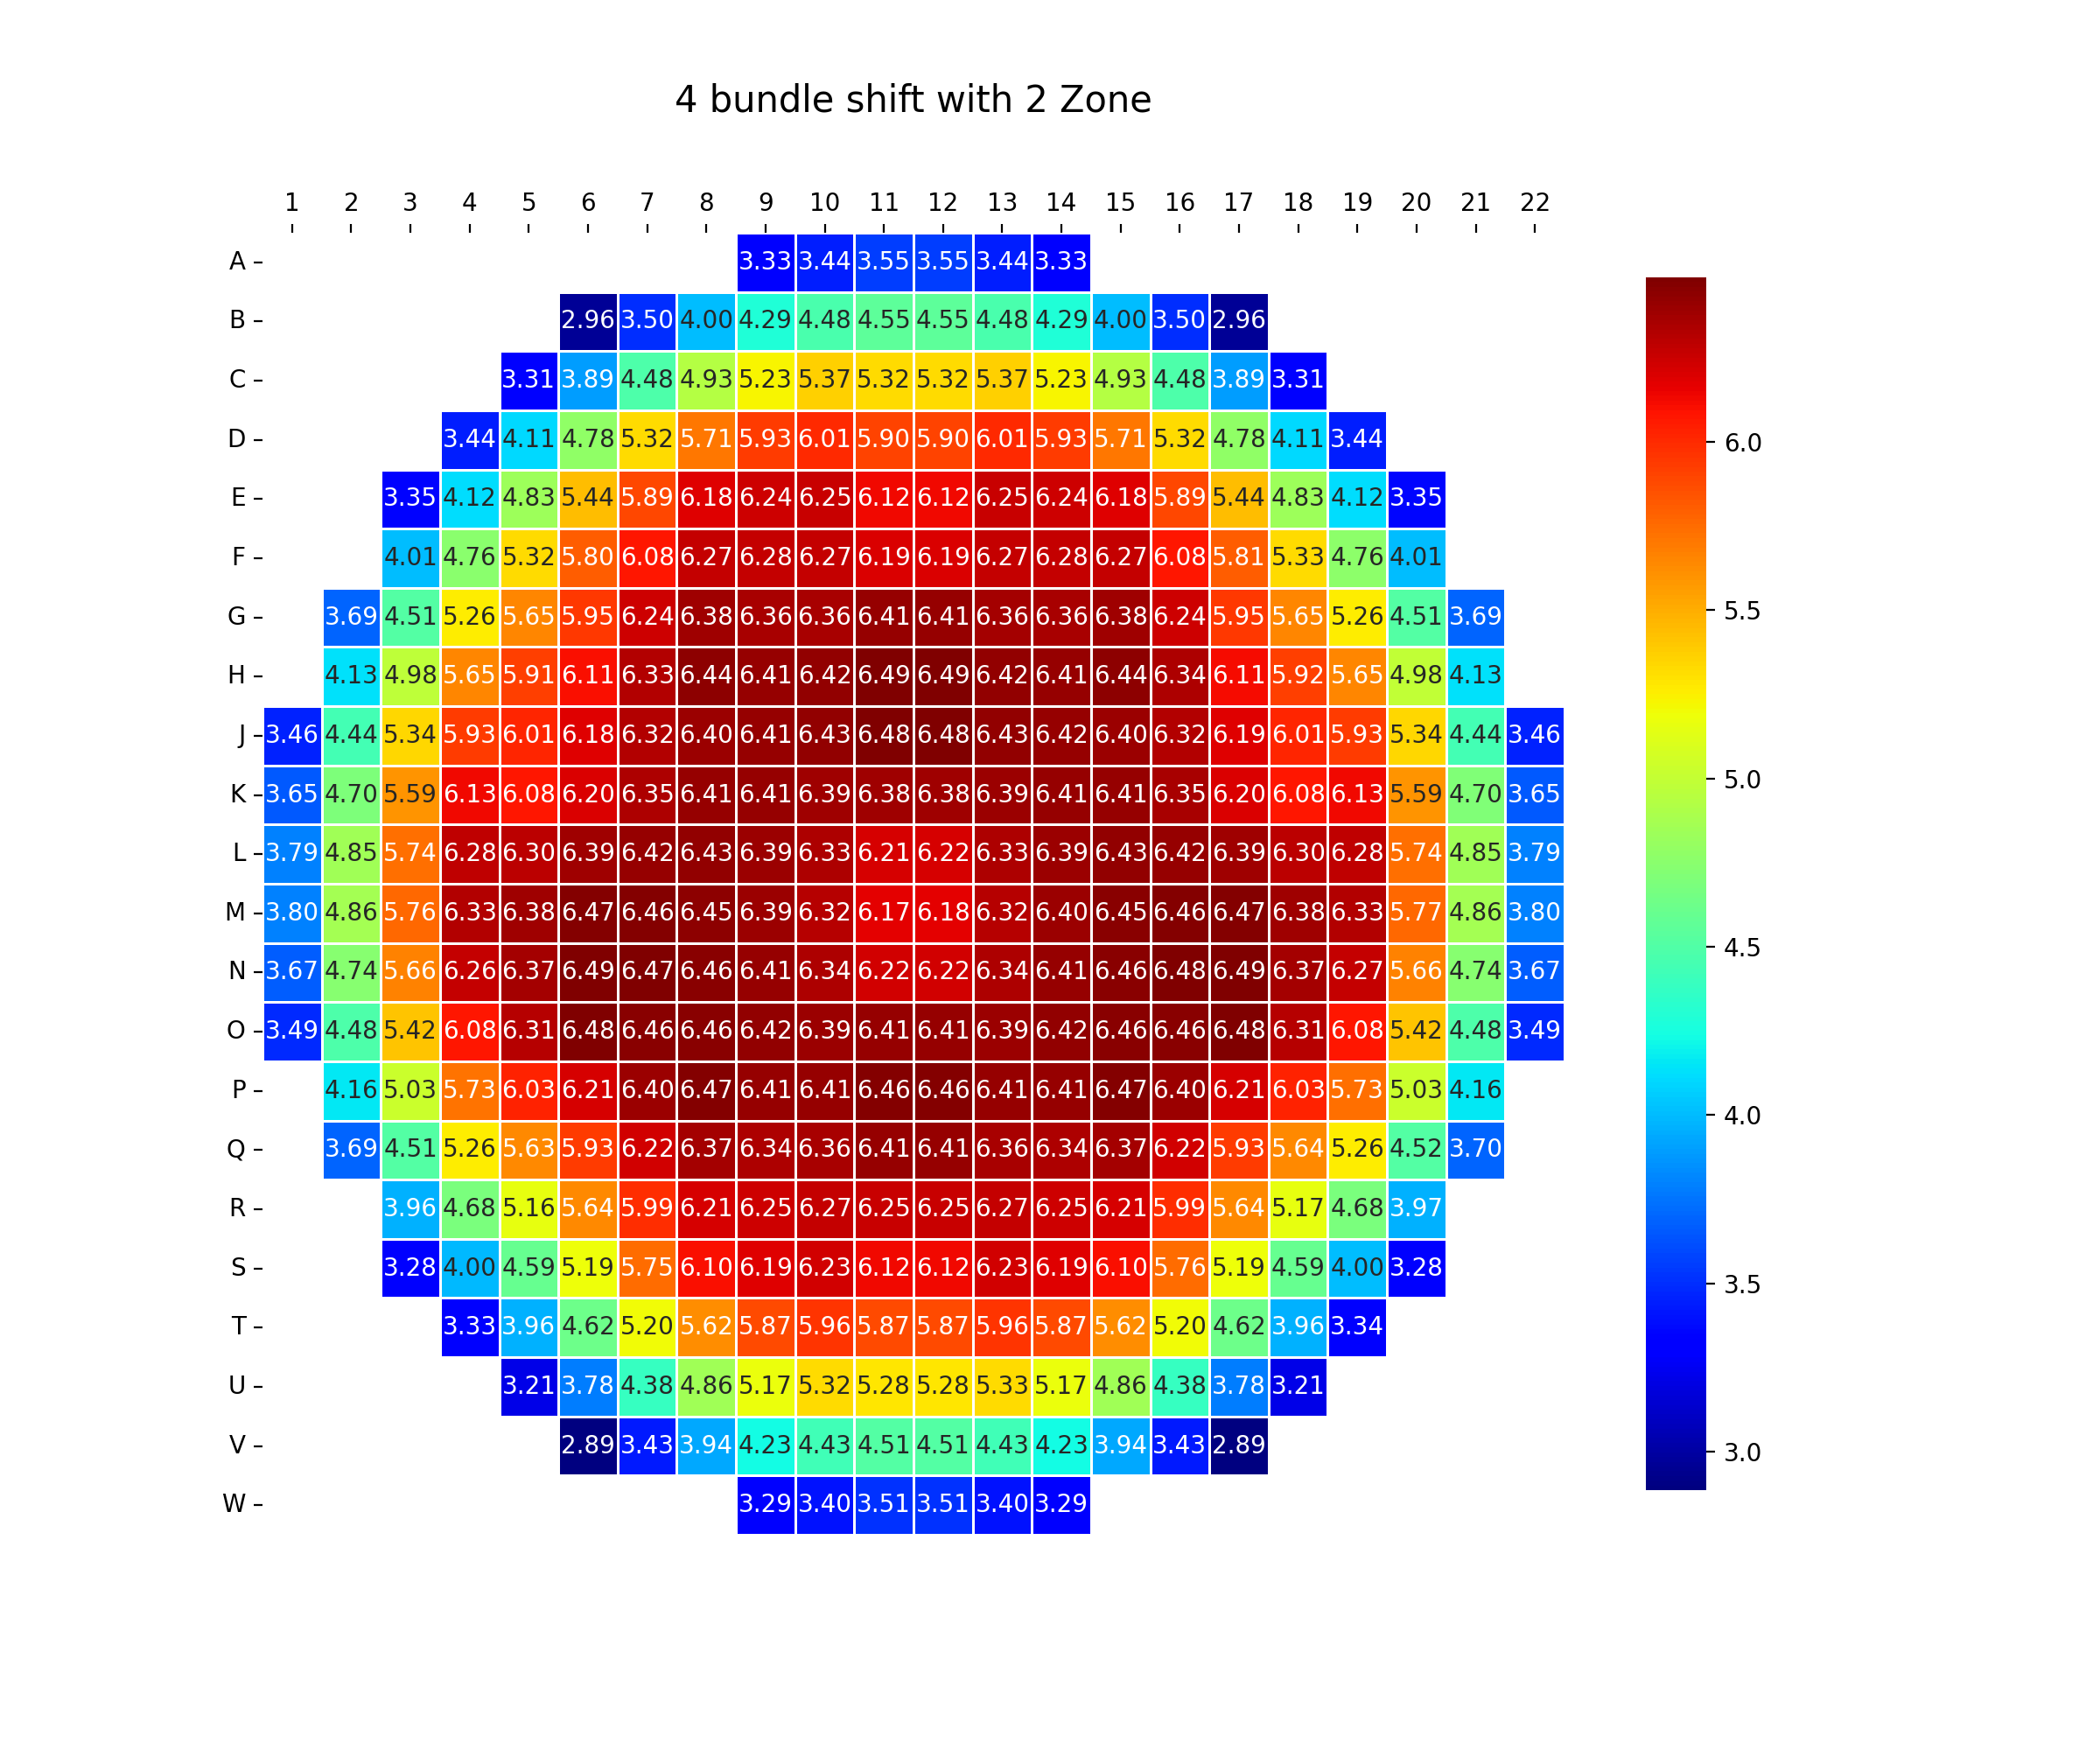 4 bundle shift with 2 Zone
1 2 3 4 5 6 7 8 9 10 11 12 13 14 15 16 17 18 19 20 21 22
A 3.33 3.44 3.55 3.55 3.44 3.33
B 2.96 3.50 4.00 4.29 4.48 4.55 4.55 4.48 4.29 4.00 3.50 2.96
C 3.31 3.89 4.48 4.93 5.23 5.37 5.32 5.32 5.37 5.23 4.93 4.48 3.89 3.31
D 3.44 4.11 4.78 5.32 5.71 5.93 6.01 5.90 5.90 6.01 5.93 5.71 5.32 4.78 4.11 3.44
6.0
E 3.35 4.12 4.83 5.44 5.89 6.18 6.24 6.25 6.12 6.12 6.25 6.24 6.18 5.89 5.44 4.83 4.12 3.35
F 4.01 4.76 5.32 5.80 6.08 6.27 6.28 6.27 6.19 6.19 6.27 6.28 6.27 6.08 5.81 5.33 4.76 4.01
G 3.69 4.51 5.26 5.65 5.95 6.24 6.38 6.36 6.36 6.41 6.41 6.36 6.36 6.38 6.24 5.95 5.65 5.26 4.51 3.69
5.5
H 4.13 4.98 5.65 5.91 6.11 6.33 6.44 6.41 6.42 6.49 6.49 6.42 6.41 6.44 6.34 6.11 5.92 5.65 4.98 4.13
J 3.46 4.44 5.34 5.93 6.01 6.18 6.32 6.40 6.41 6.43 6.48 6.48 6.43 6.42 6.40 6.32 6.19 6.01 5.93 5.34 4.44 3.46
K 3.65 4.70 5.59 6.13 6.08 6.20 6.35 6.41 6.41 6.39 6.38 6.38 6.39 6.41 6.41 6.35 6.20 6.08 6.13 5.59 4.70 3.65
5.0
L 3.79 4.85 5.74 6.28 6.30 6.39 6.42 6.43 6.39 6.33 6.21 6.22 6.33 6.39 6.43 6.42 6.39 6.30 6.28 5.74 4.85 3.79
M 3.80 4.86 5.76 6.33 6.38 6.47 6.46 6.45 6.39 6.32 6.17 6.18 6.32 6.40 6.45 6.46 6.47 6.38 6.33 5.77 4.86 3.80
4.5
N 3.67 4.74 5.66 6.26 6.37 6.49 6.47 6.46 6.41 6.34 6.22 6.22 6.34 6.41 6.46 6.48 6.49 6.37 6.27 5.66 4.74 3.67
O 3.49 4.48 5.42 6.08 6.31 6.48 6.46 6.46 6.42 6.39 6.41 6.41 6.39 6.42 6.46 6.46 6.48 6.31 6.08 5.42 4.48 3.49
P 4.16 5.03 5.73 6.03 6.21 6.40 6.47 6.41 6.41 6.46 6.46 6.41 6.41 6.47 6.40 6.21 6.03 5.73 5.03 4.16
4.0
Q 3.69 4.51 5.26 5.63 5.93 6.22 6.37 6.34 6.36 6.41 6.41 6.36 6.34 6.37 6.22 5.93 5.64 5.26 4.52 3.70
R 3.96 4.68 5.16 5.64 5.99 6.21 6.25 6.27 6.25 6.25 6.27 6.25 6.21 5.99 5.64 5.17 4.68 3.97
S 3.28 4.00 4.59 5.19 5.75 6.10 6.19 6.23 6.12 6.12 6.23 6.19 6.10 5.76 5.19 4.59 4.00 3.28
3.5
T 3.33 3.96 4.62 5.20 5.62 5.87 5.96 5.87 5.87 5.96 5.87 5.62 5.20 4.62 3.96 3.34
U 3.21 3.78 4.38 4.86 5.17 5.32 5.28 5.28 5.33 5.17 4.86 4.38 3.78 3.21
V 2.89 3.43 3.94 4.23 4.43 4.51 4.51 4.43 4.23 3.94 3.43 2.89
3.0
W 3.29 3.40 3.51 3.51 3.40 3.29